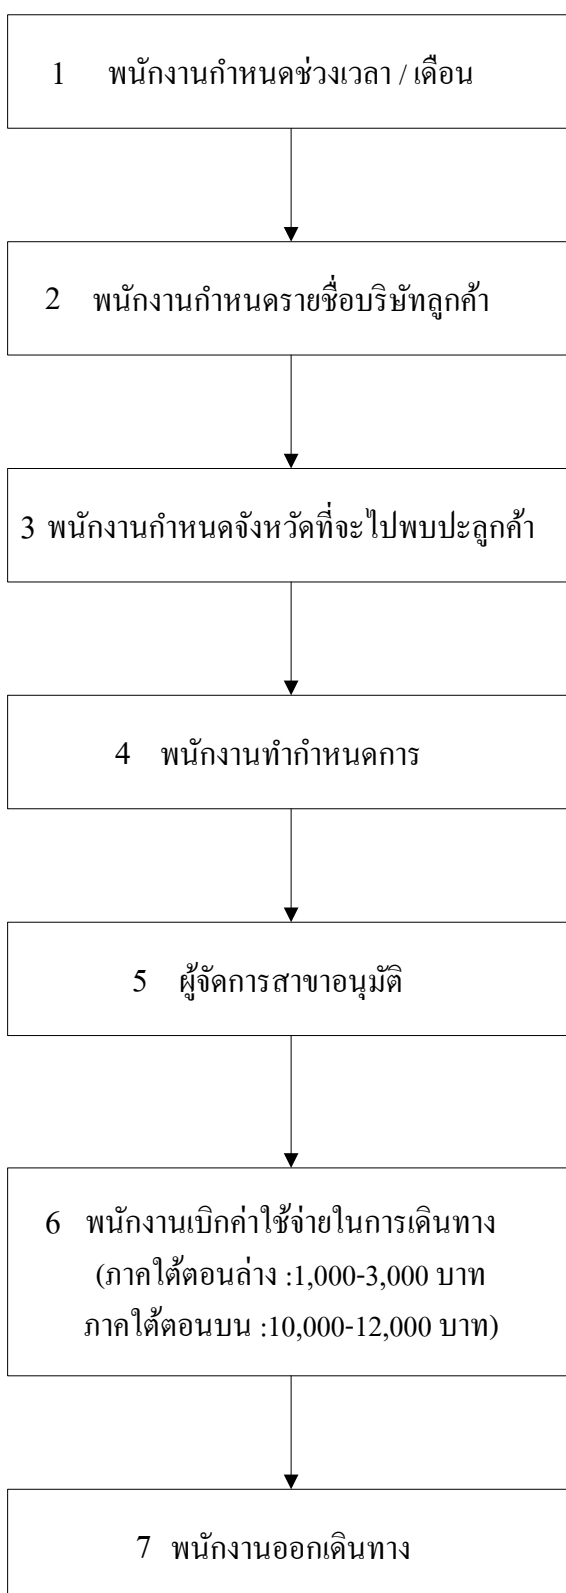 1 พนักงานกำหนดช่วงเวลา / เดือน
2 พนักงานกำหนดรายชื่อบริษัทลูกค้า
3 พนักงานกำหนดจังหวัดที่จะไปพบปะลูกค้า
4 พนักงานทำกำหนดการ
5 ผู้จัดการสาขาอนุมัติ
6 พนักงานเบิกค่าใช้จ่ายในการเดินทาง
(ภาคใต้ตอนล่าง :1,000-3,000 บาท
ภาคใต้ตอนบน :10,000-12,000 บาท)
7 พนักงานออกเดินทาง